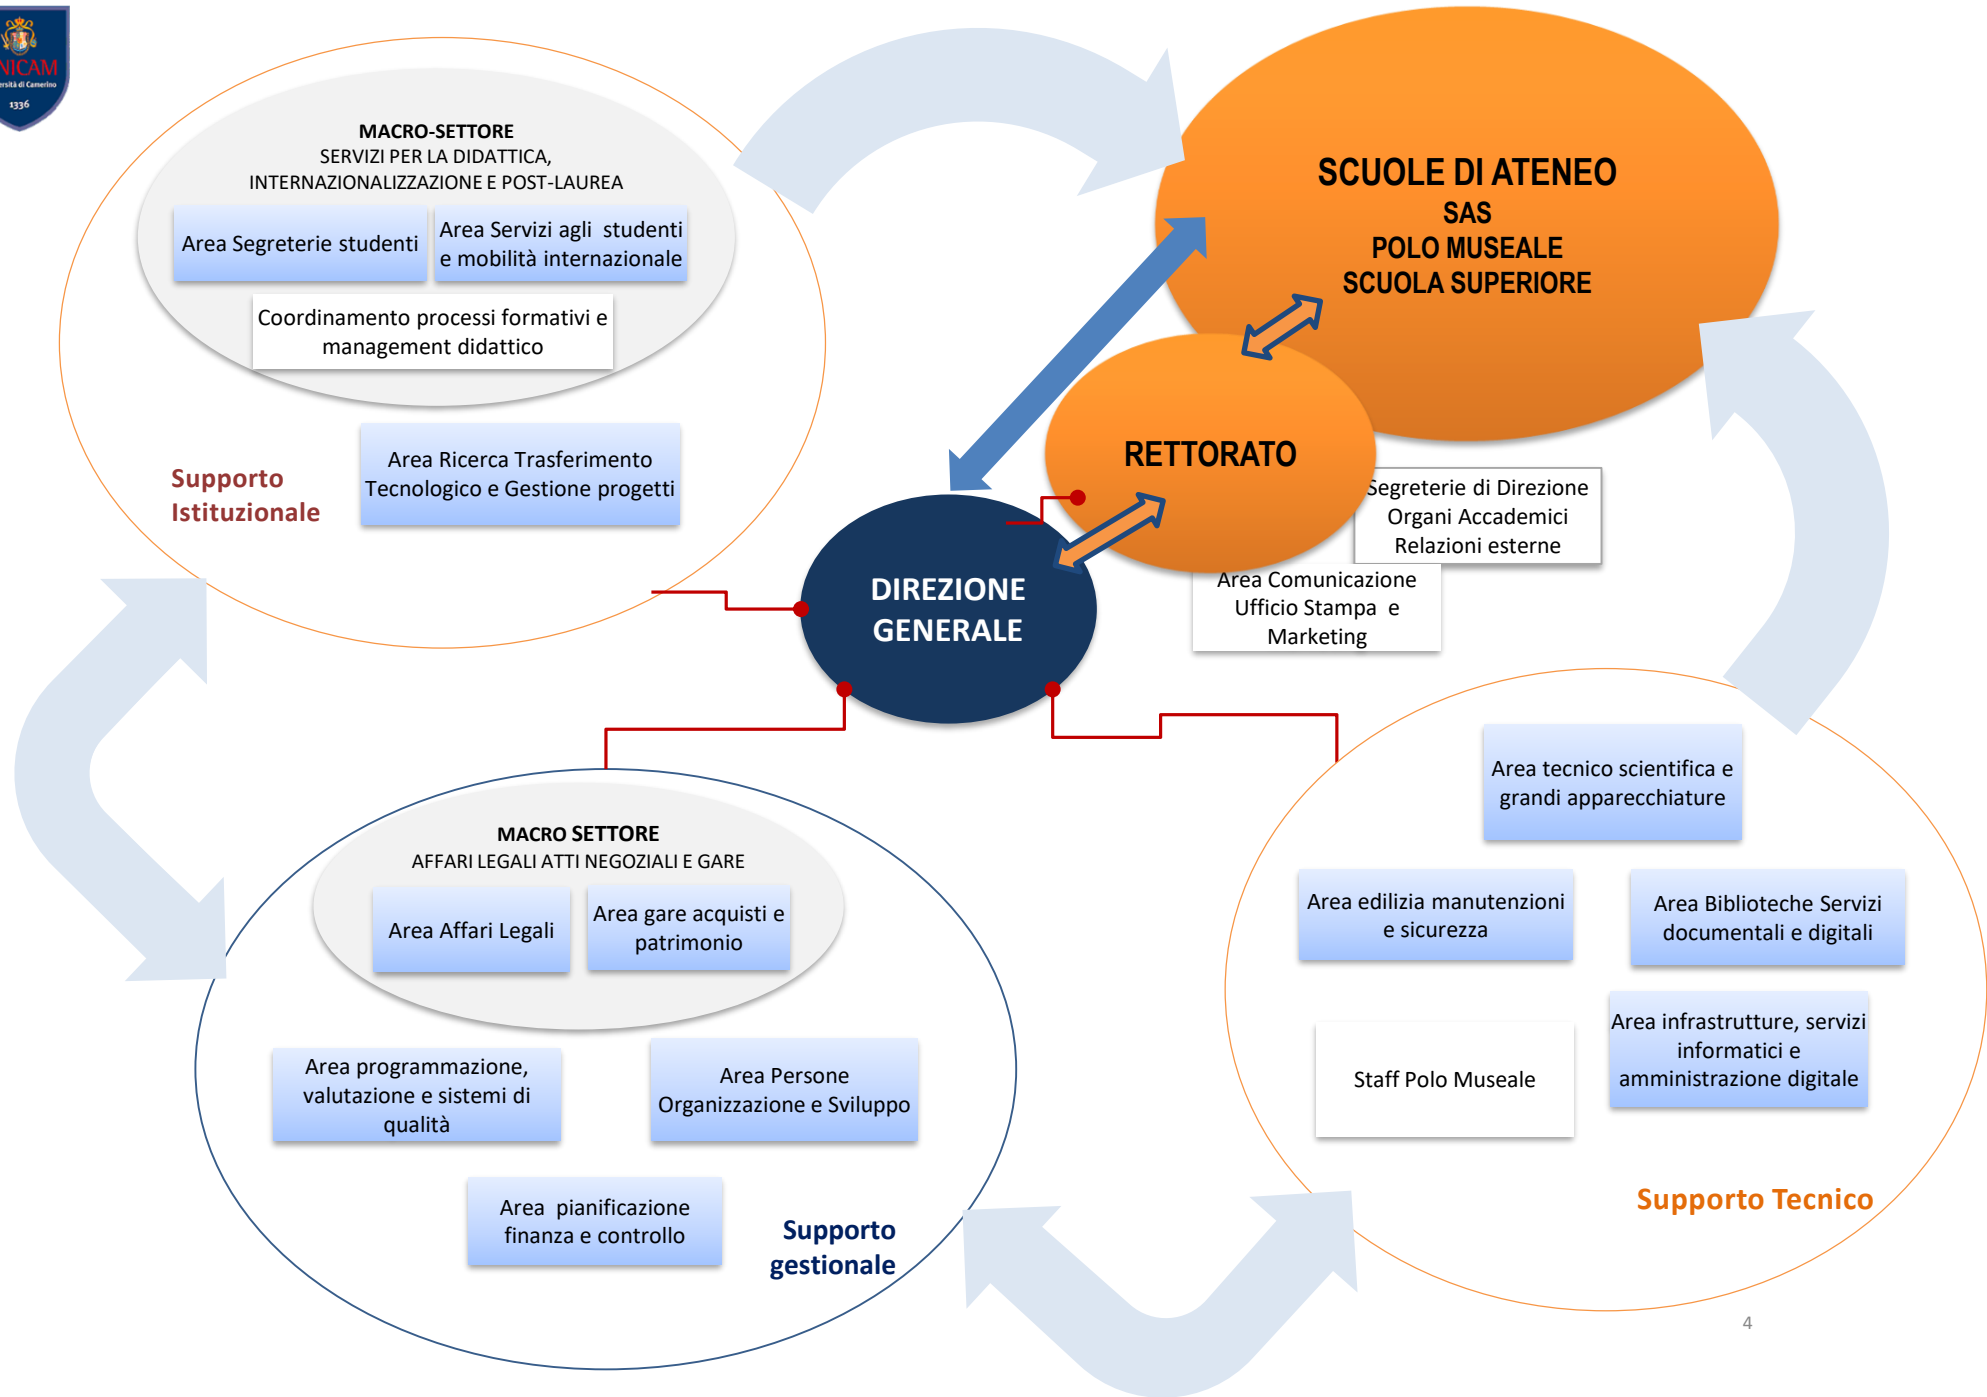 NICAM
ersità di Camerino
1336
MACRO-SETTORE
SERVIZI PER LA DIDATTICA,
INTERNAZIONALIZZAZIONE E POST-LAUREA
Area Segreterie studenti
Area Servizi agli studenti
e mobilità internazionale
Coordinamento processi formativi e
management didattico
Area Ricerca Trasferimento
Tecnologico e Gestione progetti
Supporto
Istituzionale
SCUOLE DI ATENEO
SAS
POLO MUSEALE
SCUOLA SUPERIORE
RETTORATO
Segreterie di Direzione
Organi Accademici
Relazioni esterne
Area Comunicazione
Ufficio Stampa e
Marketing
DIREZIONE
GENERALE
MACRO SETTORE
AFFARI LEGALI ATTI NEGOZIALI E GARE
Area Affari Legali
Area gare acquisti e
patrimonio
Area programmazione,
valutazione e sistemi di
qualità
Area Persone
Organizzazione e Sviluppo
Area pianificazione
finanza e controllo
Supporto
gestionale
Area tecnico scientifica e
grandi apparecchiature
Area edilizia manutenzioni
e sicurezza
Area Biblioteche Servizi
documentali e digitali
Staff Polo Museale
Area infrastrutture, servizi
informatici e
amministrazione digitale
Supporto Tecnico
4